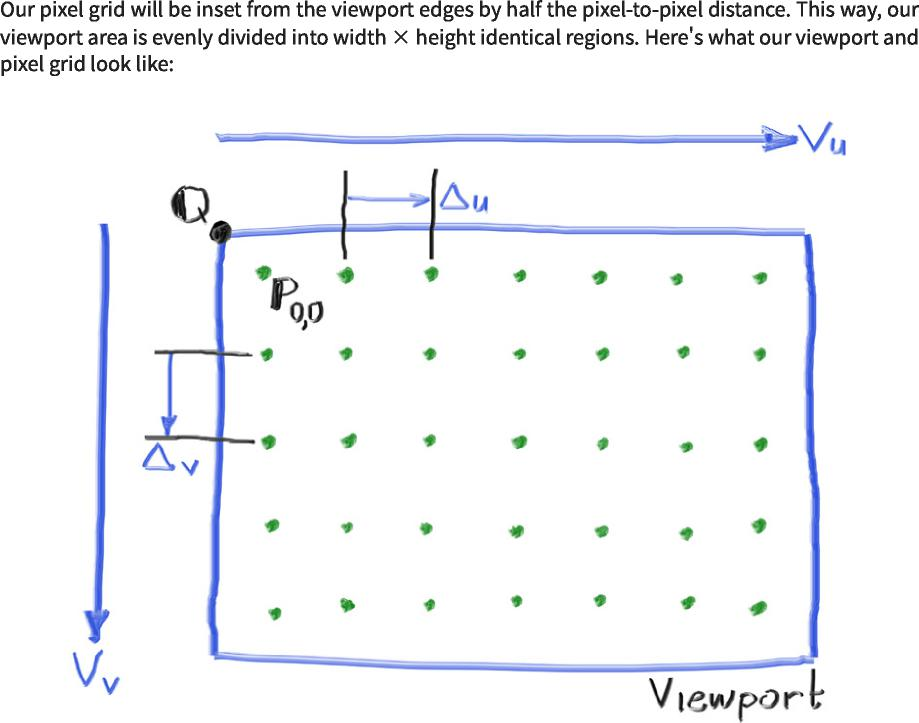 Our pixel grid will be inset from the viewport edges by half the pixel-to-pixel distance. This way, our
viewport area is evenly divided into width × height identical regions. Here's what our viewport and
pixel grid look like:
Vu
Q
Δu
P0,0
Δv
Vv
Viewport